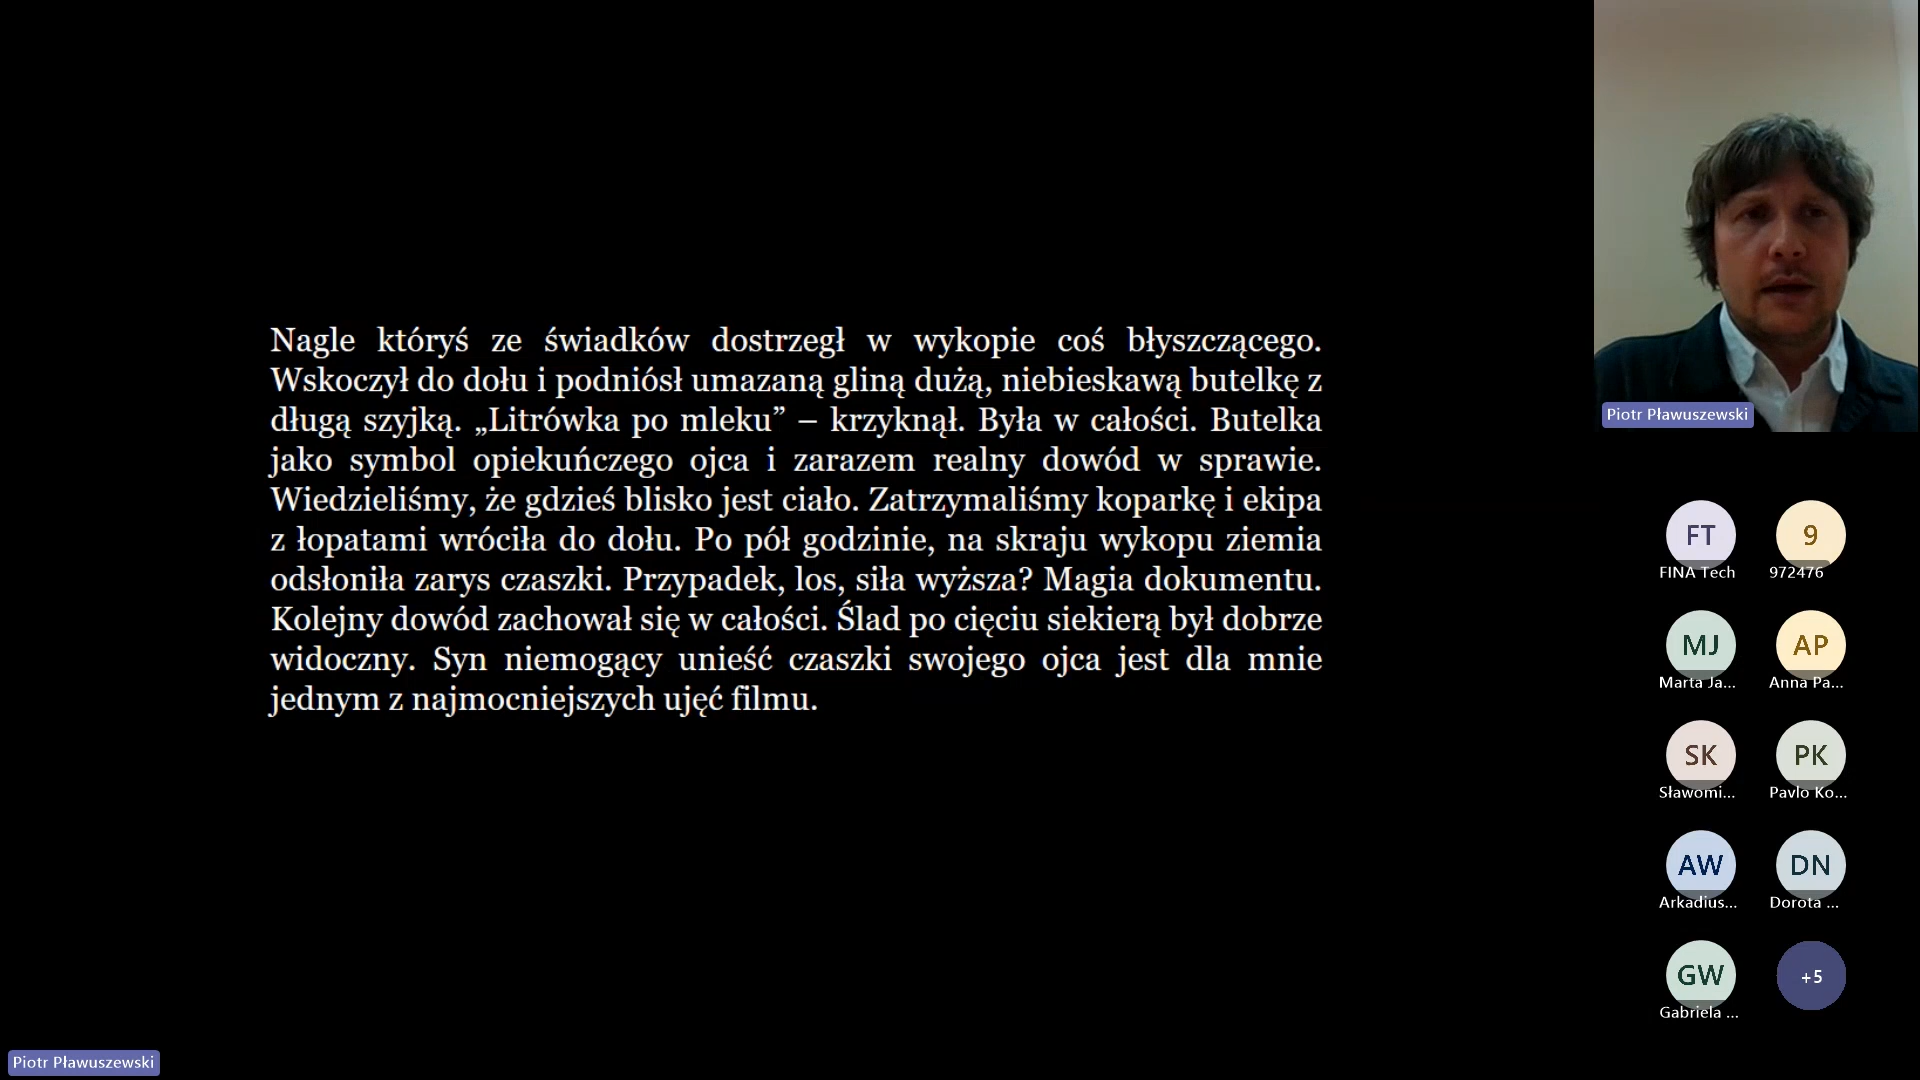 Nagle któryś ze świadków dostrzegł w wykopie coś błyszczącego.
Wskoczył do dołu i podniósł umazaną gliną dużą, niebieskawą butelkę z
długą szyjką. „Litrówka po mleku” – krzyknął. Była w całości. Butelka
jako symbol opiekuńczego ojca i zarazem realny dowód w sprawie.
Wiedzieliśmy, że gdzieś blisko jest ciało. Zatrzymaliśmy koparkę i ekipa
z łopatami wróciła do dołu. Po pół godzinie, na skraju wykopu ziemia
odsłoniła zarys czaszki. Przypadek, los, siła wyższa? Magia dokumentu.
Kolejny dowód zachował się w całości. Ślad po cięciu siekierą był dobrze
widoczny. Syn niemogący unieść czaszki swojego ojca jest dla mnie
jednym z najmocniejszych ujęć filmu.
Piotr Pławuszewski
FT
FINA Tech
9
972476
MJ
Marta Ja...
AP
Anna Pa...
SK
Sławomi...
PK
Pavlo Ko...
AW
Arkadius...
DN
Dorota ...
GW
Gabriela ...
+5
Piotr Pławuszewski